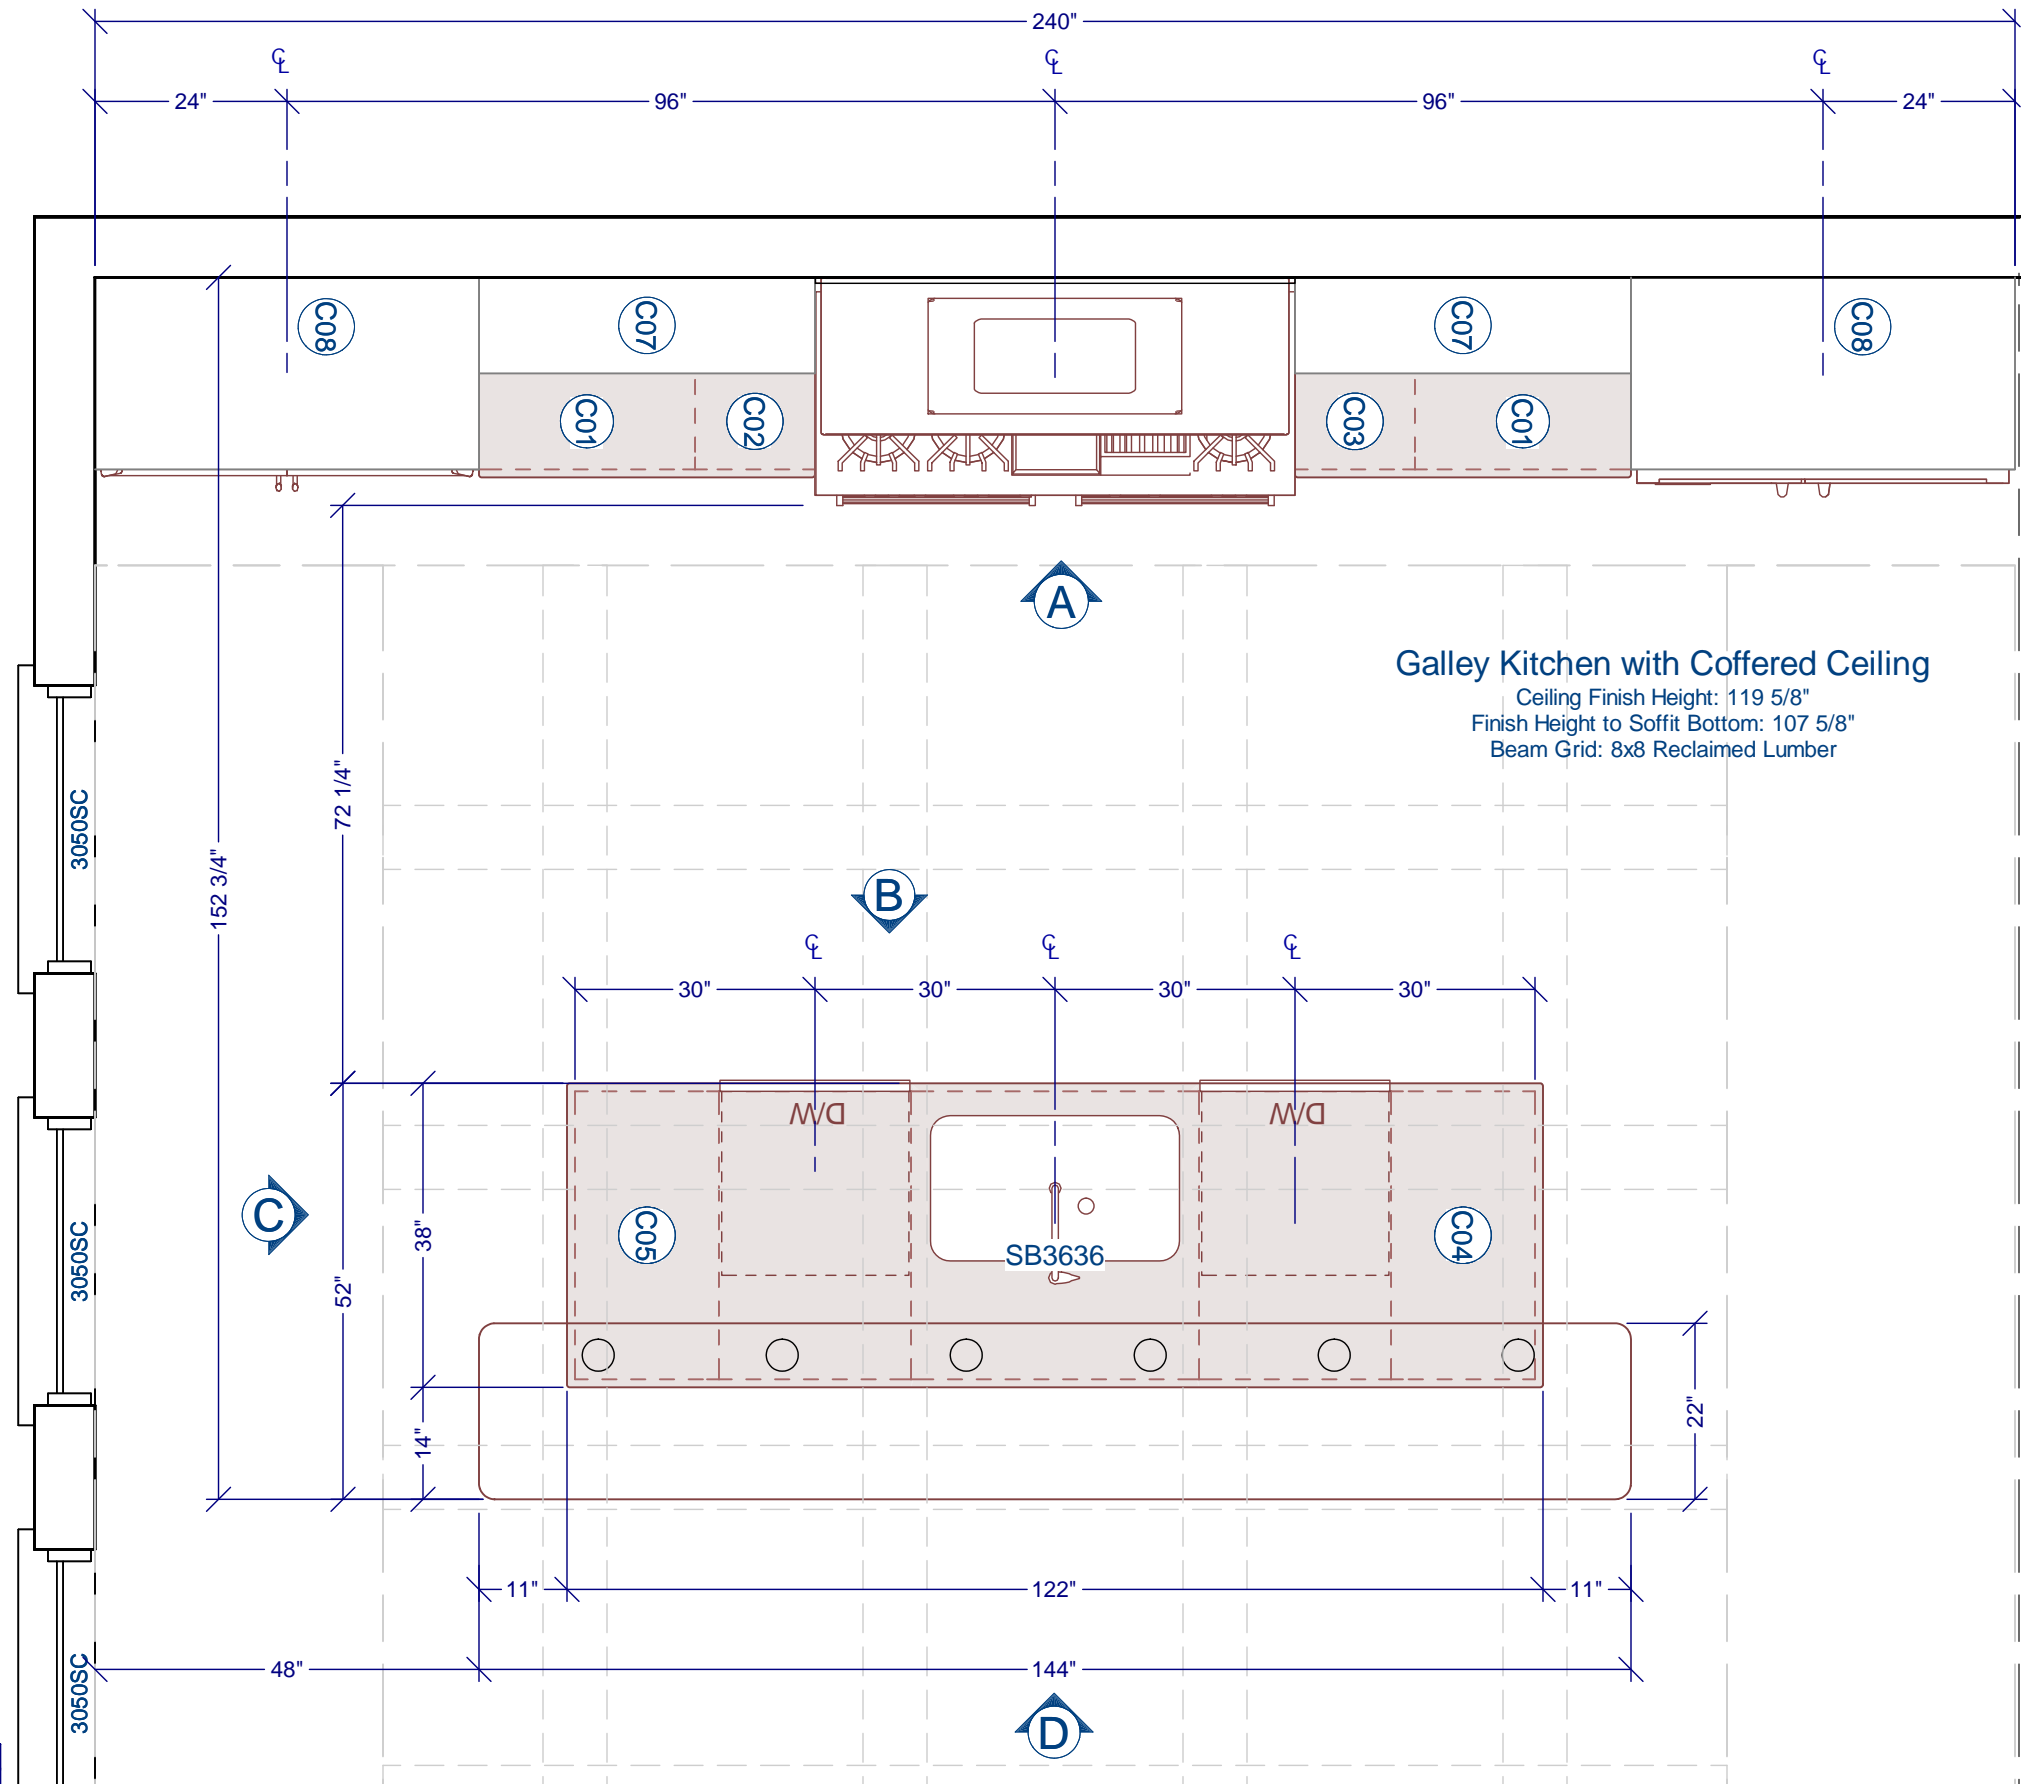 240"
℄ ℄ ℄
24" 96" 96" 24"
C08 C07 C07 C08
C01 C02 C03 C01
A
Galley Kitchen with Coffered Ceiling
Ceiling Finish Height: 119 5/8"
Finish Height to Soffit Bottom: 107 5/8"
Beam Grid: 8x8 Reclaimed Lumber
72 1/4"
3050SC
152 3/4"
B
℄ ℄ ℄
30" 30" 30" 30"
D/W D/W
C
3050SC
38"
52"
C05 C04
SB3636
14"
22"
11" 122" 11"
3050SC
48" 144"
D